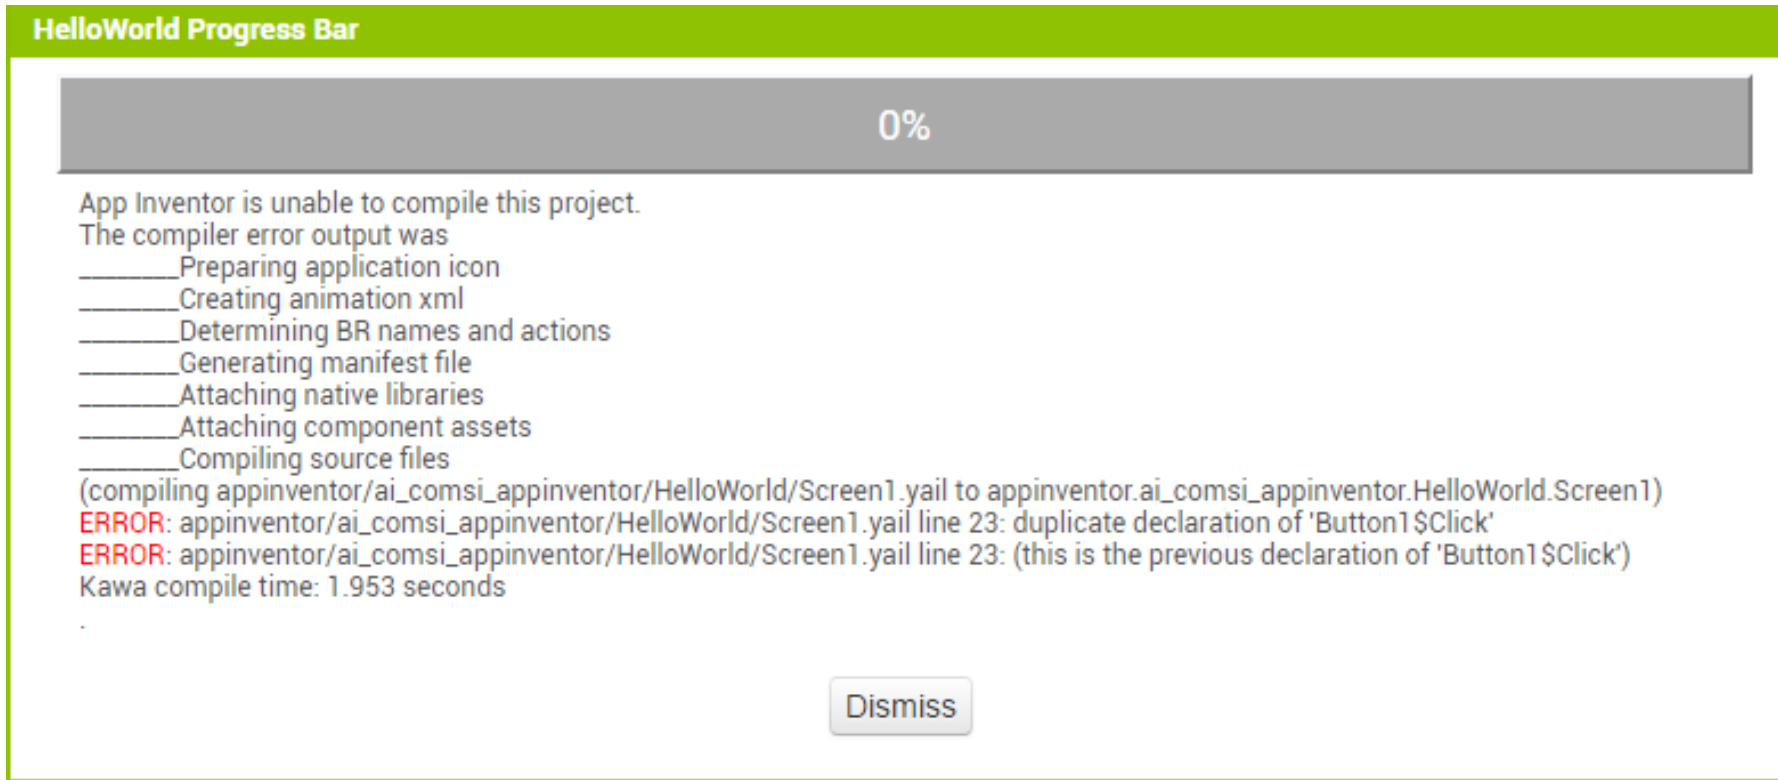 HelloWorld Progress Bar
0%
App Inventor is unable to compile this project.
The compiler error output was
________Preparing application icon
________Creating animation xml
________Determining BR names and actions
________Generating manifest file
________Attaching native libraries
________Attaching component assets
________Compiling source files
(compiling appinventor/ai_comsi_appinventor/HelloWorld/Screen1.yail to appinventor.ai_comsi_appinventor.HelloWorld.Screen1)
ERROR: appinventor/ai_comsi_appinventor/HelloWorld/Screen1.yail line 23: duplicate declaration of 'Button1$Click'
ERROR: appinventor/ai_comsi_appinventor/HelloWorld/Screen1.yail line 23: (this is the previous declaration of 'Button1$Click')
Kawa compile time: 1.953 seconds
.
Dismiss